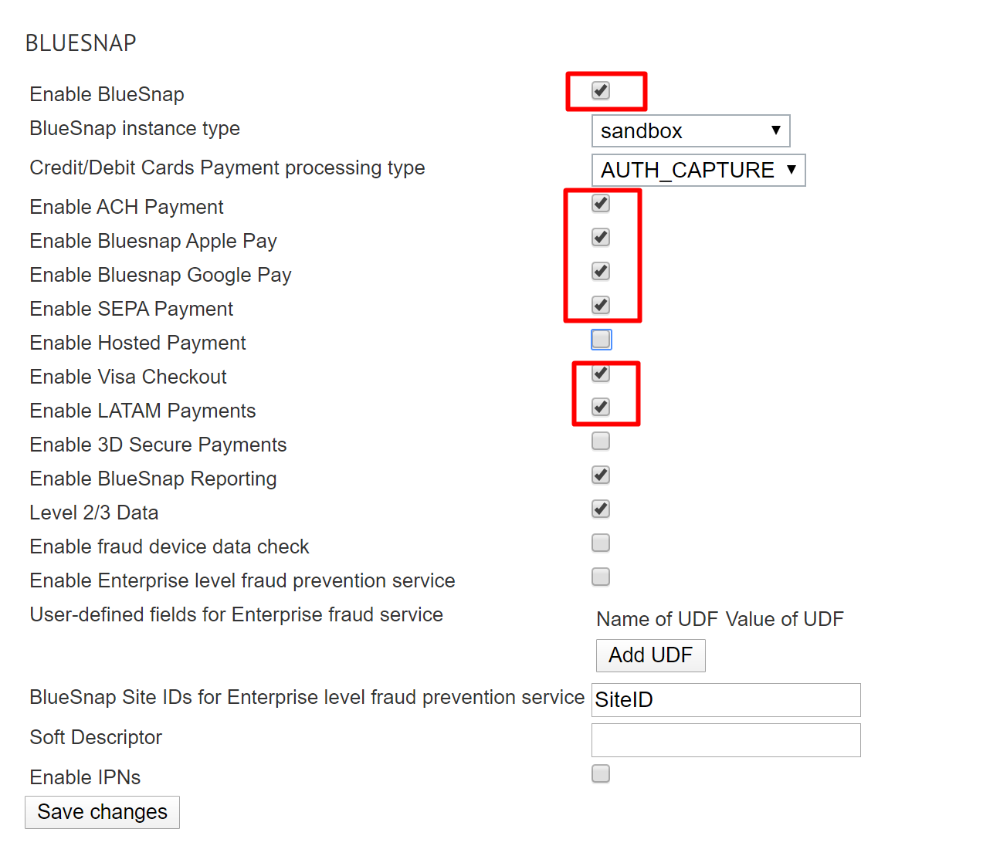 BLUESNAP
Enable BlueSnap
BlueSnap instance type sandbox
Credit/Debit Cards Payment processing type AUTH_CAPTURE
Enable ACH Payment
Enable Bluesnap Apple Pay
Enable Bluesnap Google Pay
Enable SEPA Payment
Enable Hosted Payment
Enable Visa Checkout
Enable LATAM Payments
Enable 3D Secure Payments
Enable BlueSnap Reporting
Level 2/3 Data
Enable fraud device data check
Enable Enterprise level fraud prevention service
User-defined fields for Enterprise fraud service Name of UDF Value of UDF
Add UDF
BlueSnap Site IDs for Enterprise level fraud prevention service SiteID
Soft Descriptor
Enable IPNs
Save changes